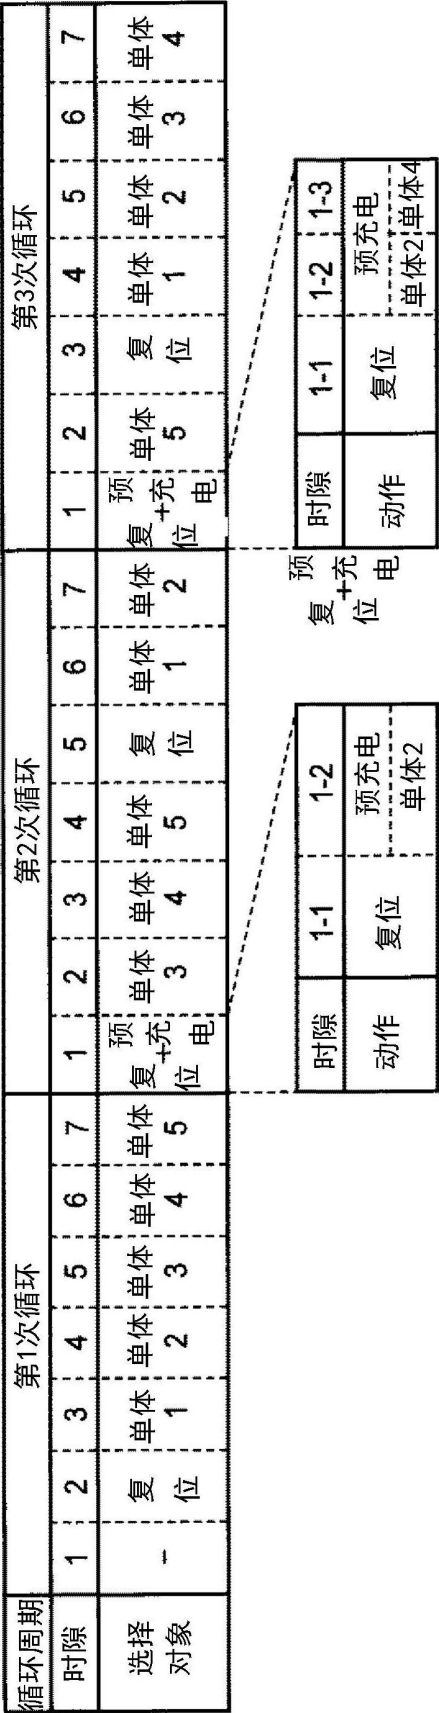 循环周期 第1次循环 第2次循环 第3次循环
时隙 1 2 3 4 5 6 7 1 2 3 4 5 6 7 1 2 3 4 5 6 7
选择对象 - 复位 单体1 单体2 单体3 单体4 单体5 复位+预充电 单体3 单体4 单体5 复位 单体1 单体2 复位+预充电 单体5 复位 单体1 单体2 单体3 单体4
时隙 1-1 1-2
动作 复位 预充电
单体2
复位+预充电
时隙 1-1 1-2 1-3
动作 复位 预充电
单体2 单体4